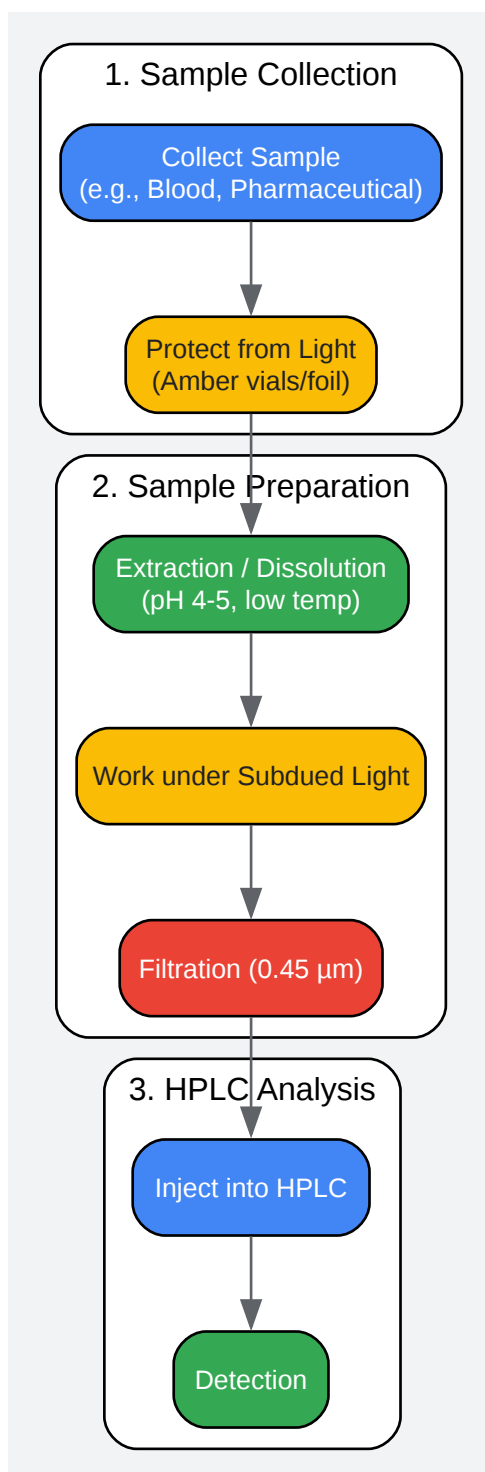 1. Sample Collection
Collect Sample
(e.g., Blood, Pharmaceutical)
Protect from Light
(Amber vials/foil)
2. Sample Preparation
Extraction / Dissolution
(pH 4-5, low temp)
Work under Subdued Light
Filtration (0.45 µm)
3. HPLC Analysis
Inject into HPLC
Detection